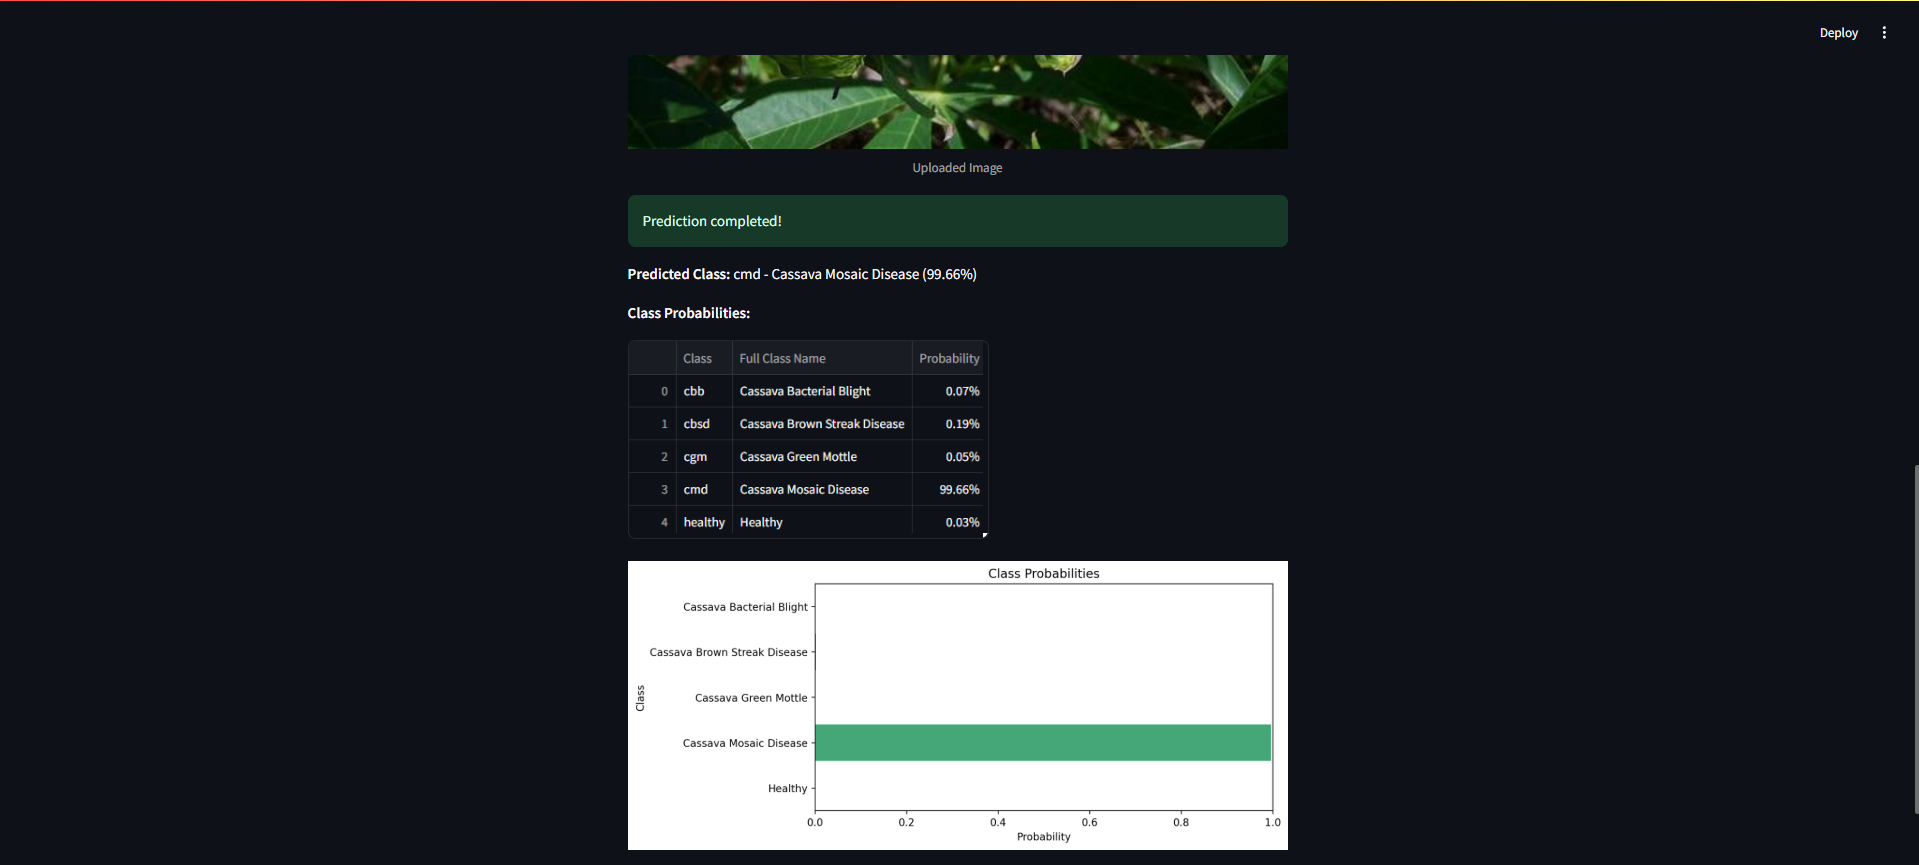 Deploy
Uploaded Image
Prediction completed!
Predicted Class: cmd - Cassava Mosaic Disease (99.66%)
Class Probabilities:
Class Full Class Name Probability
0 cbb Cassava Bacterial Blight 0.07%
1 cbsd Cassava Brown Streak Disease 0.19%
2 cgm Cassava Green Mottle 0.05%
3 cmd Cassava Mosaic Disease 99.66%
4 healthy Healthy 0.03%
Class Probabilities
Cassava Bacterial Blight
Cassava Brown Streak Disease
Cassava Green Mottle
Cassava Mosaic Disease
Healthy
Class
0.0 0.2 0.4 0.6 0.8 1.0
Probability